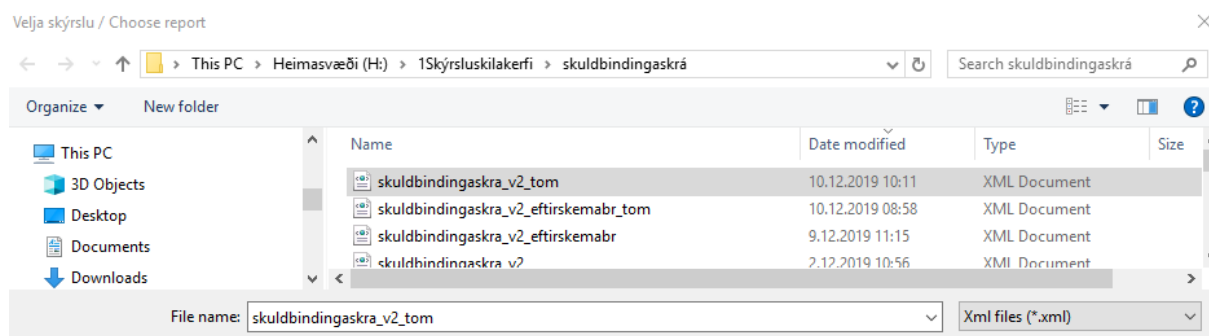 Velja skýrslu / Choose report
This PC > Heimasvæði (H:) > 1Skýrsluskilakerfi > skuldbindingaskrá
Search skuldbindingaskrá
Organize New folder
This PC
3D Objects
Desktop
Documents
Downloads
Name Date modified Type Size
skuldbindingaskra_v2_tom 10.12.2019 10:11 XML Document
skuldbindingaskra_v2_eftirskemabr_tom 10.12.2019 08:58 XML Document
skuldbindingaskra_v2_eftirskemabr 9.12.2019 11:15 XML Document
skuldbindingaskra_v2 2.12.2019 10:56 XML Document
File name: skuldbindingaskra_v2_tom Xml files (*.xml)